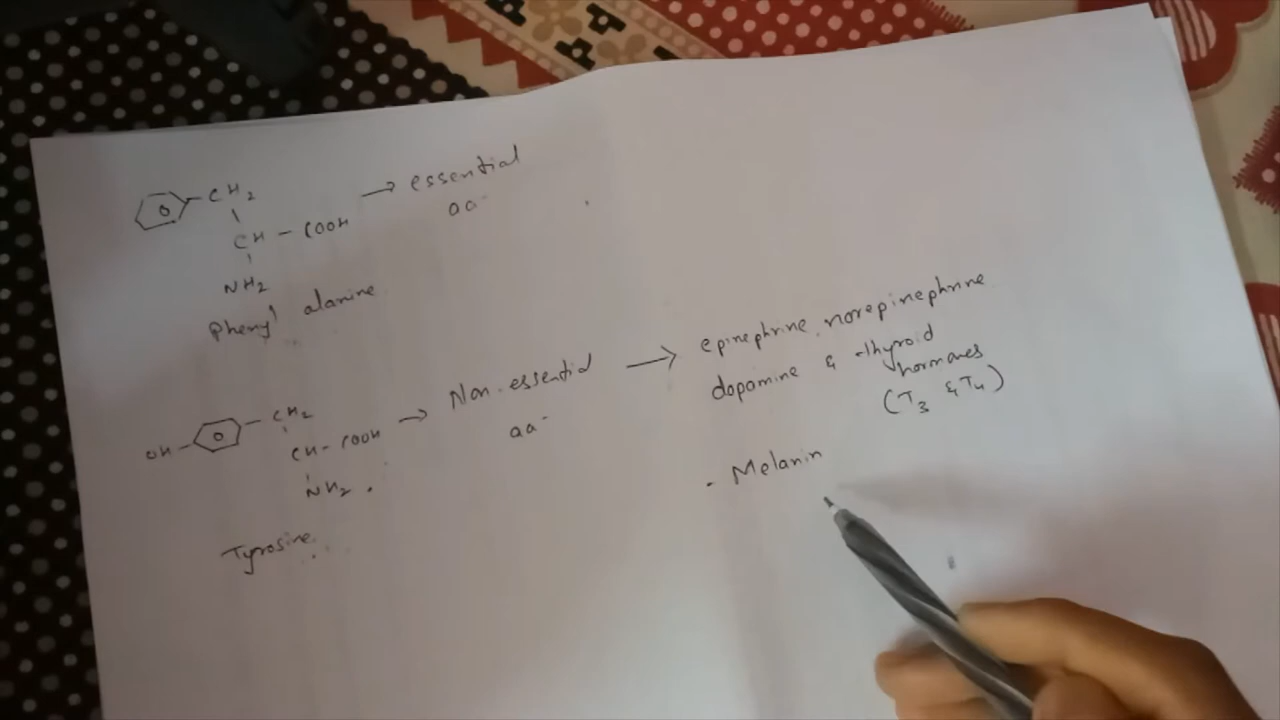 CH2 → essential
CH - COOH aa
NH2
Phenyl alanine
→ epinephrine, norepinephrine
OH CH2 → Non-essential dopamine & thyroid
CH - COOH aa hormones
NH2. (T3 & T4)
- Melanin
Tyrosine.